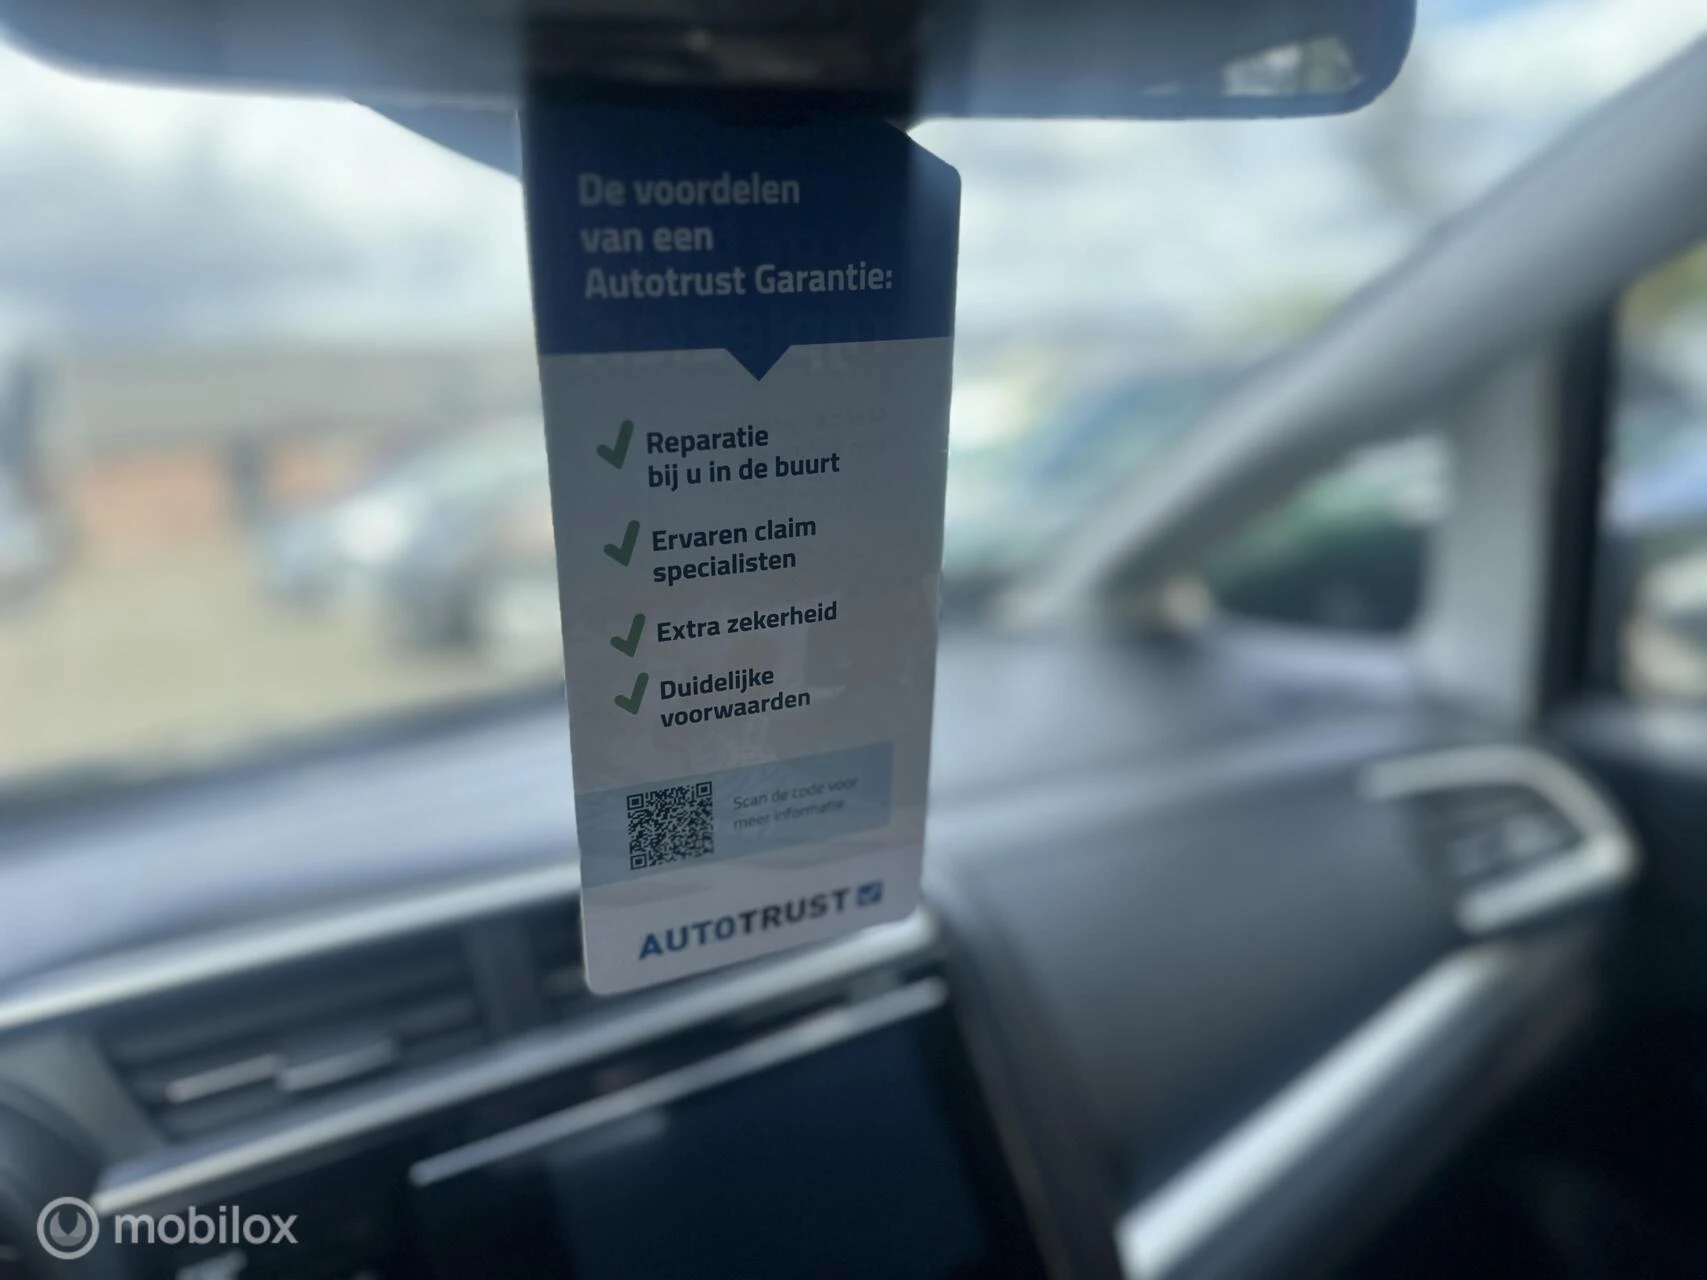 De voordelen
van een
Autotrust Garantie:
Reparatie
bij u in de buurt
Ervaren claim
specialisten
Extra zekerheid
Duidelijke
voorwaarden
Scan de code voor
meer informatie
AUTOTRUST
mobilox